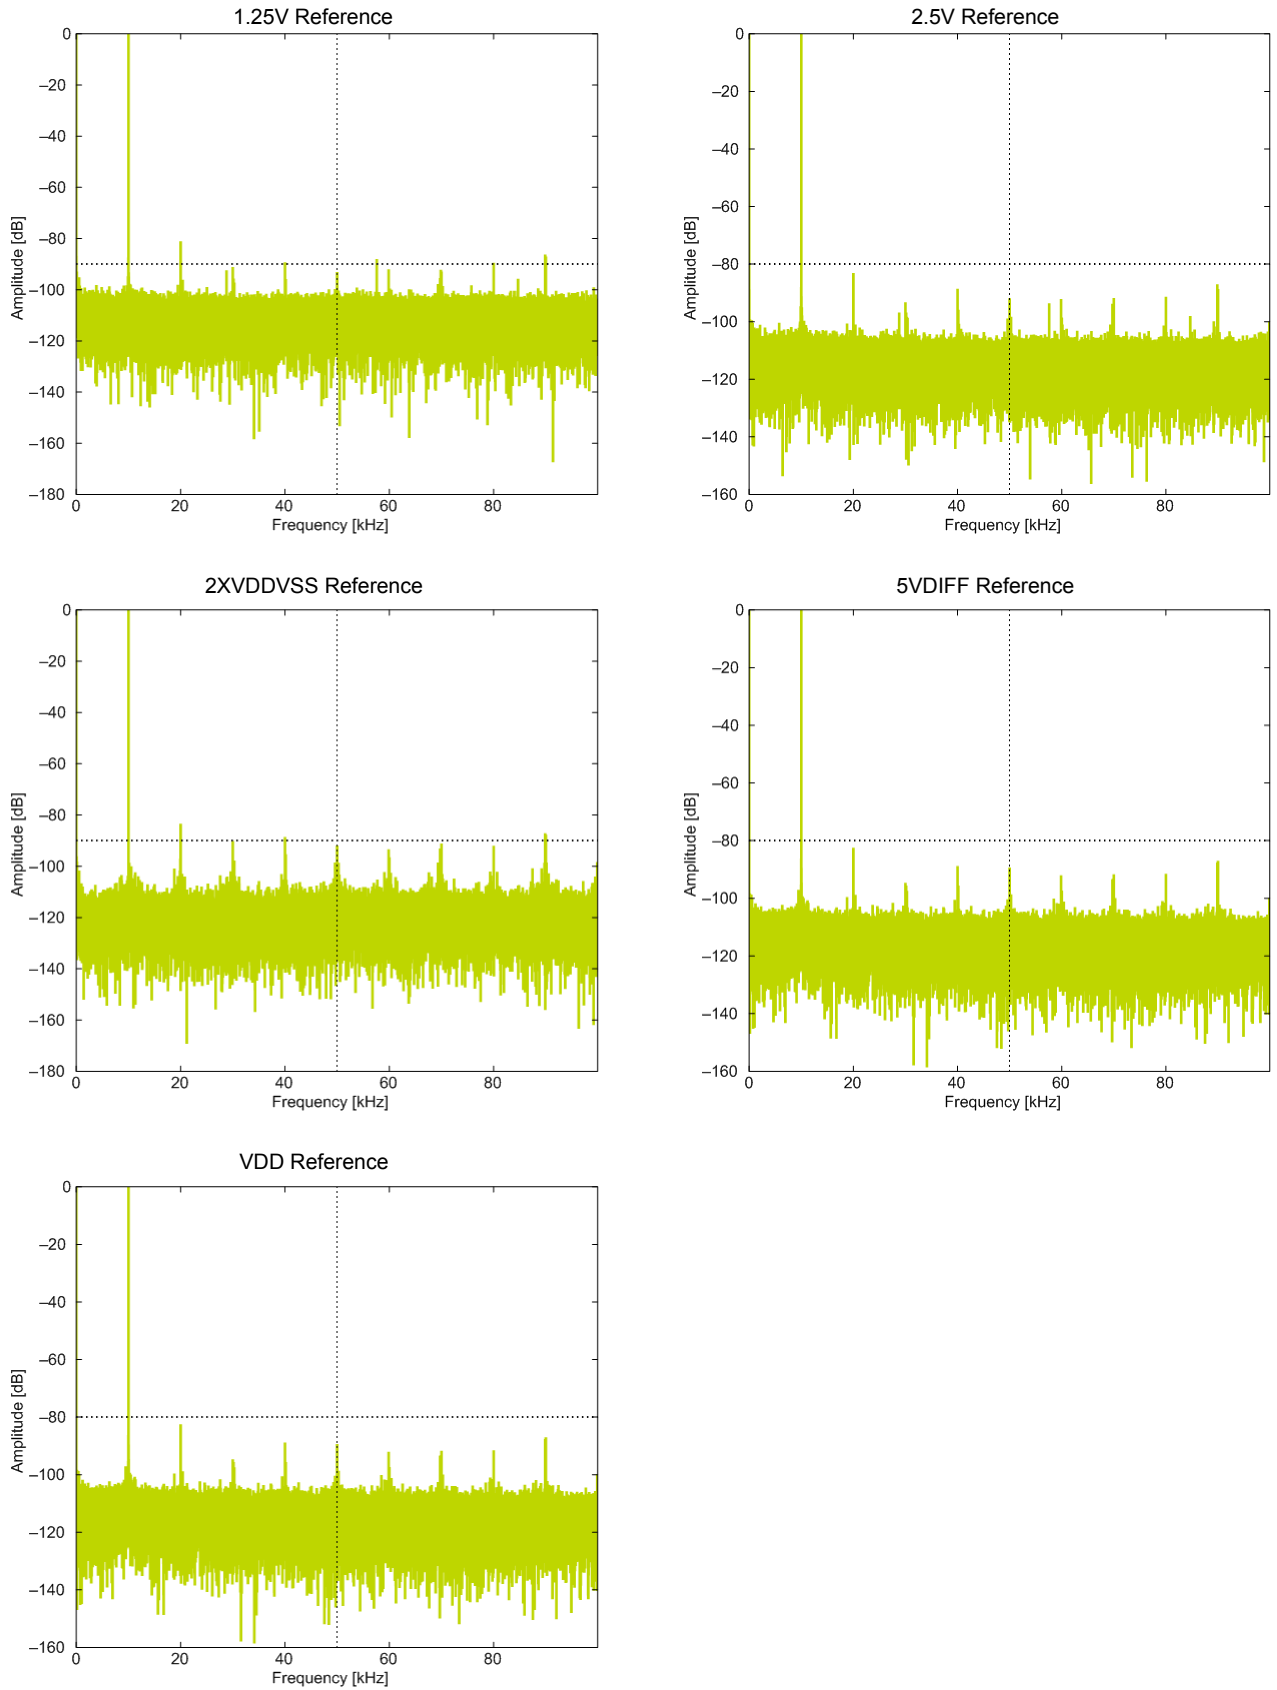 1.25V Reference
0
–20
–40
–60
–80
–100
–120
–140
–160
–180
Amplitude [dB]
0 20 40 60 80
Frequency [kHz]
2.5V Reference
0
–20
–40
–60
–80
–100
–120
–140
–160
Amplitude [dB]
0 20 40 60 80
Frequency [kHz]
2XVDDVSS Reference
0
–20
–40
–60
–80
–100
–120
–140
–160
–180
Amplitude [dB]
0 20 40 60 80
Frequency [kHz]
5VDIFF Reference
0
–20
–40
–60
–80
–100
–120
–140
–160
Amplitude [dB]
0 20 40 60 80
Frequency [kHz]
VDD Reference
0
–20
–40
–60
–80
–100
–120
–140
–160
Amplitude [dB]
0 20 40 60 80
Frequency [kHz]